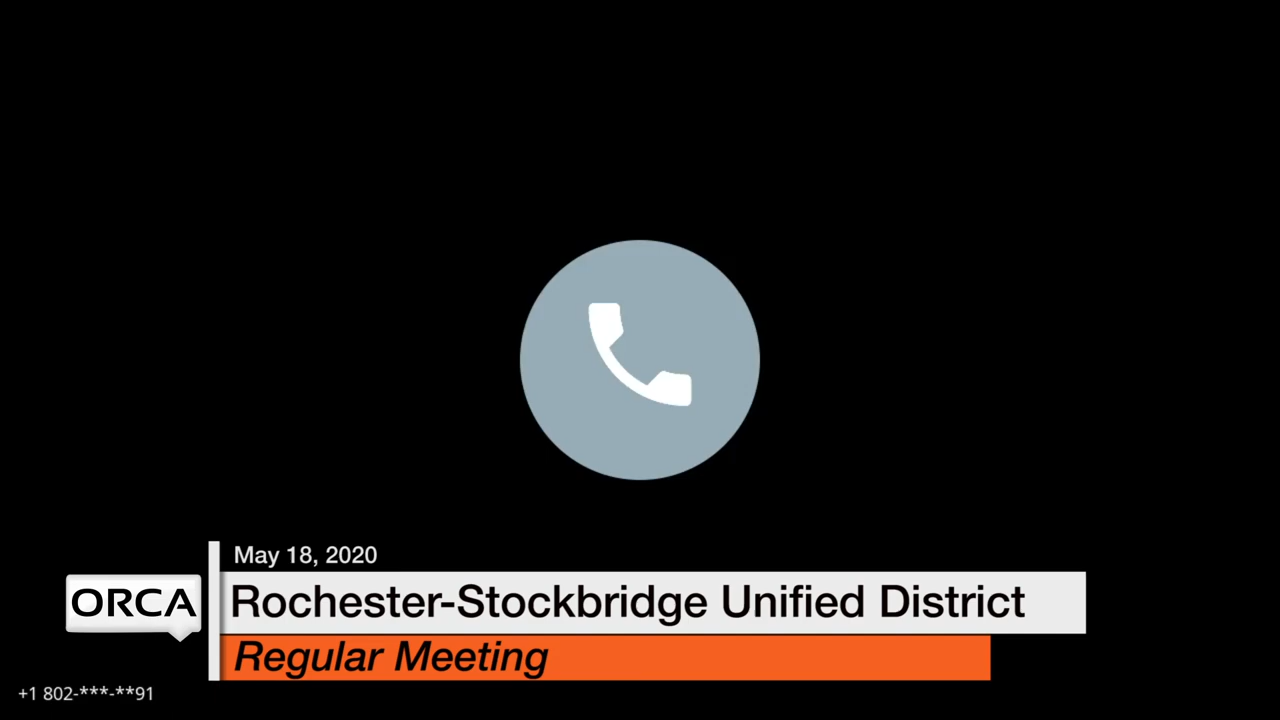 May 18, 2020
ORCA
Rochester-Stockbridge Unified District
Regular Meeting
+1 802-***-**91